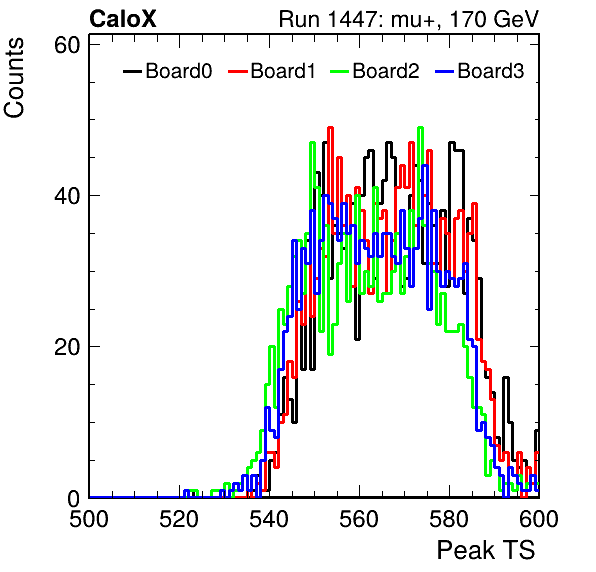 CaloX Run 1447: mu+, 170 GeV
Counts
60
Board0 Board1 Board2 Board3
40
20
0
500 520 540 560 580 600
Peak TS